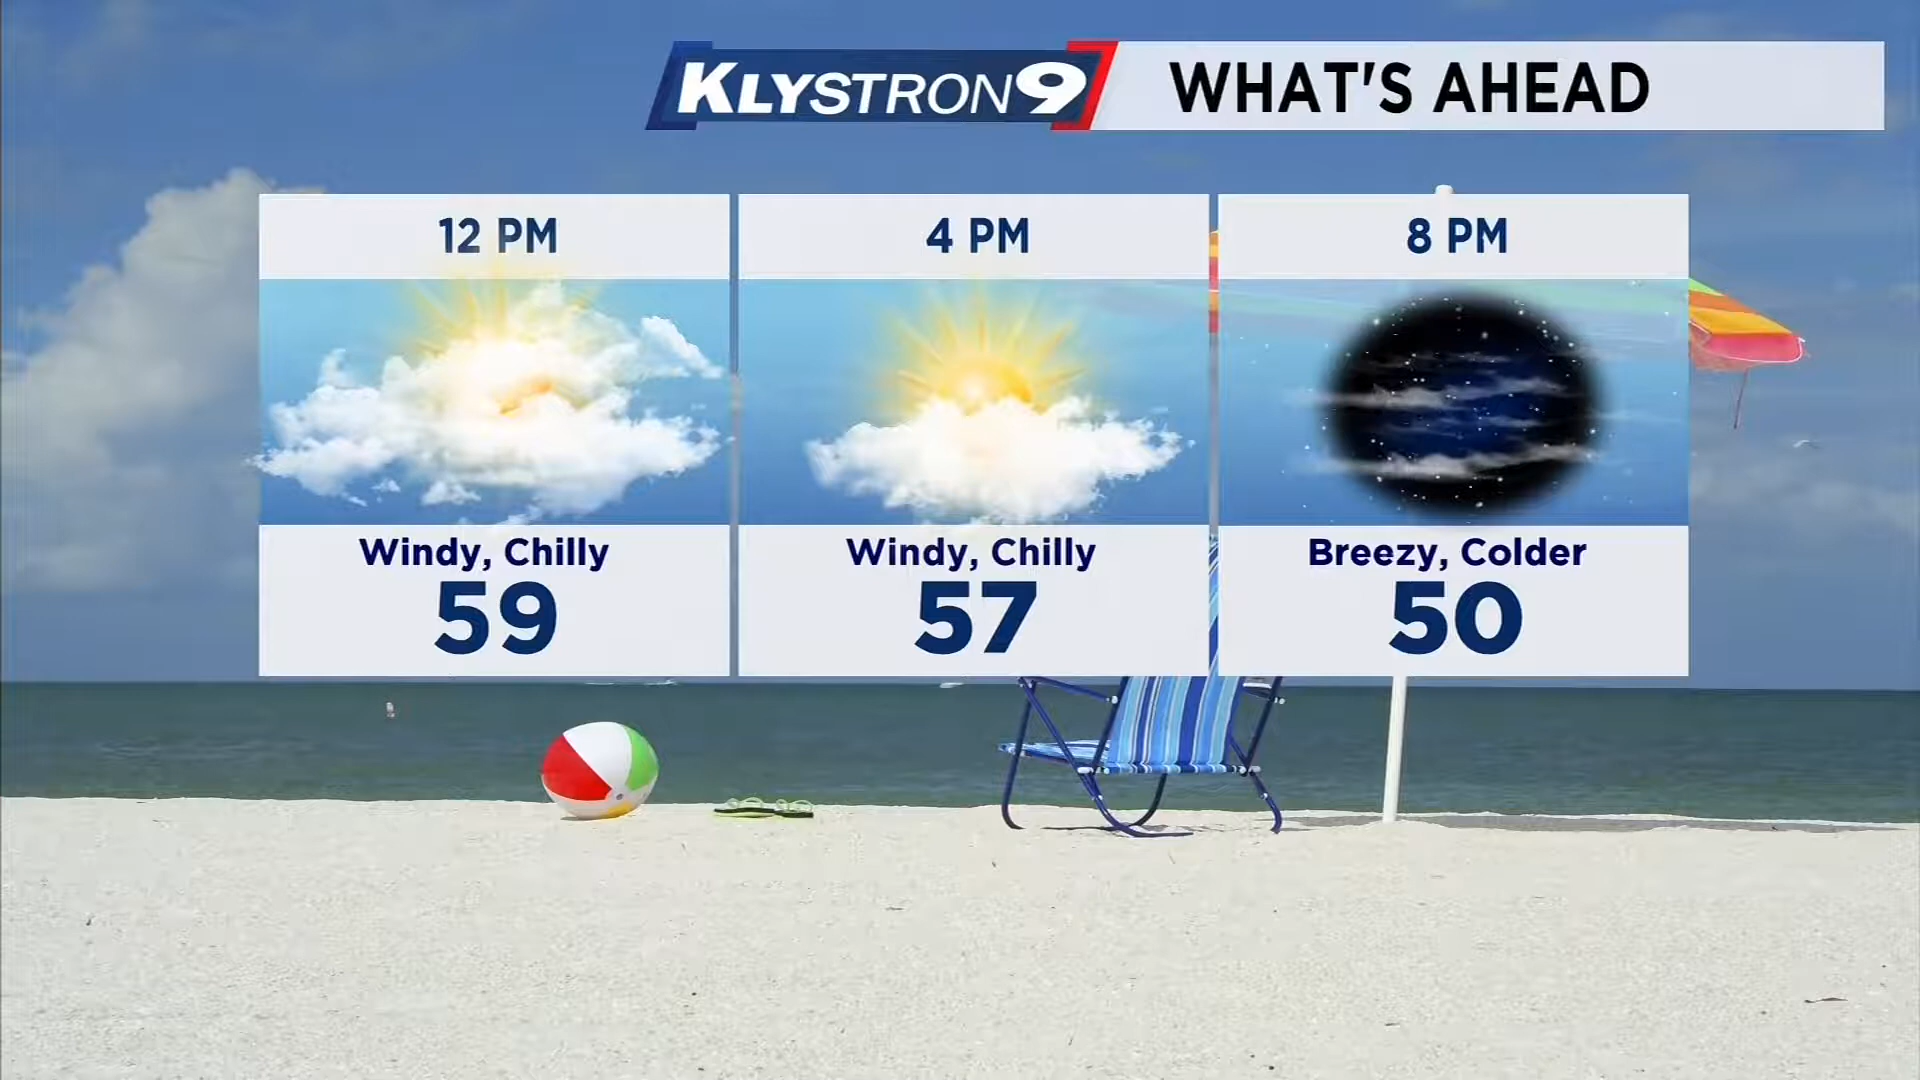 KLYSTRON9 WHAT'S AHEAD
12 PM 4 PM 8 PM
Windy, Chilly Windy, Chilly Breezy, Colder
59 57 50